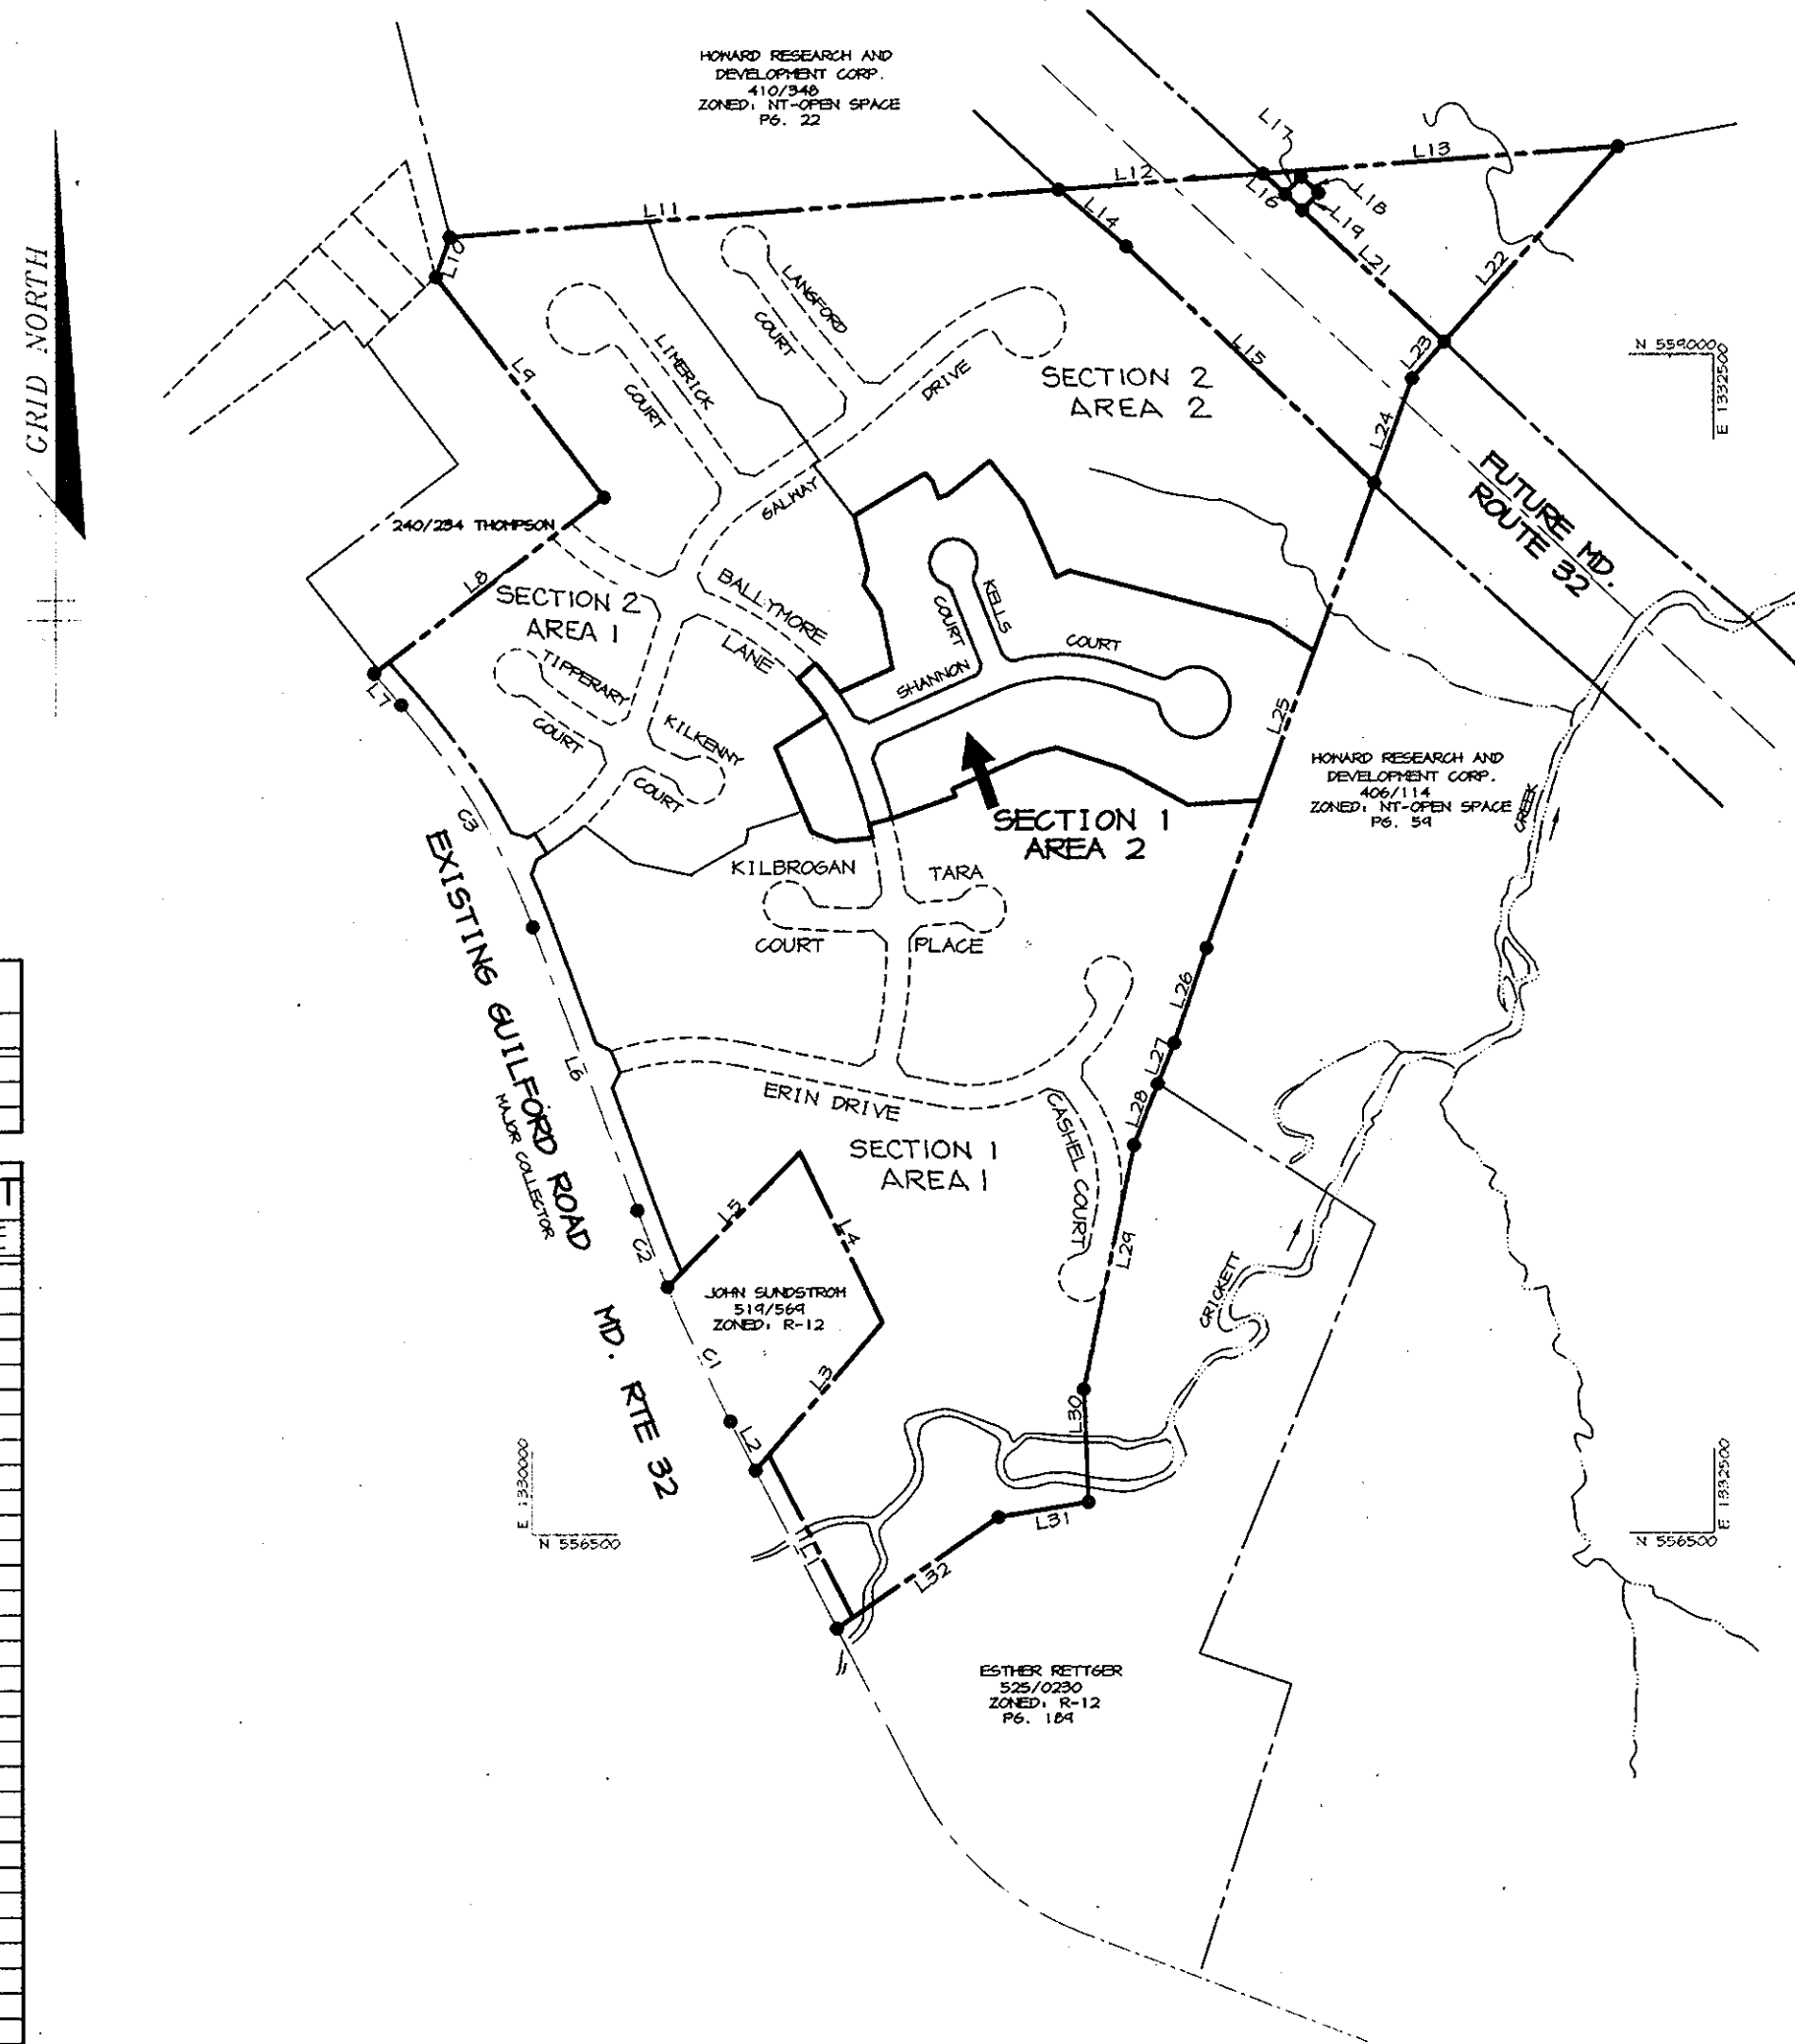 HOWARD RESEARCH AND
DEVELOPMENT CORP.
410/348
ZONED: NT-OPEN SPACE
PG. 22
GRID NORTH
L17
L13
L12
L16
L18
L19
L11
L14
L10
L21
L22
LANGFORD
COURT
LIMERICK
COURT
L9
L15
L23
N 559000
E 1332500
DRIVE
SECTION 2
AREA 2
L24
FUTURE MD.
ROUTE 32
GALWAY
240/234 THOMPSON
L8
SECTION 2
AREA 1
BALLYMORE
LANE
KELLS
COURT
COURT
SHANNON
TIPPERARY
COURT
KILKENNY
COURT
L7
L25
C3
HOWARD RESEARCH AND
DEVELOPMENT CORP.
406/114
ZONED: NT-OPEN SPACE
PG. 59
CREEK
SECTION 1
AREA 2
KILBROGAN
COURT
TARA
PLACE
EXISTING GUILFORD ROAD
MAJOR COLLECTOR
MD. RTE 32
L26
L6
L27
L28
ERIN DRIVE
CASHEL COURT
SECTION 1
AREA 1
L5
L4
L29
C2
JOHN SUNDSTROM
519/569
ZONED: R-12
CRICKETT
C1
L3
L30
L2
E 1330000
N 556500
L31
L1
L32
E 1332500
N 556500
ESTHER RETTGER
525/0230
ZONED: R-12
PG. 189
T